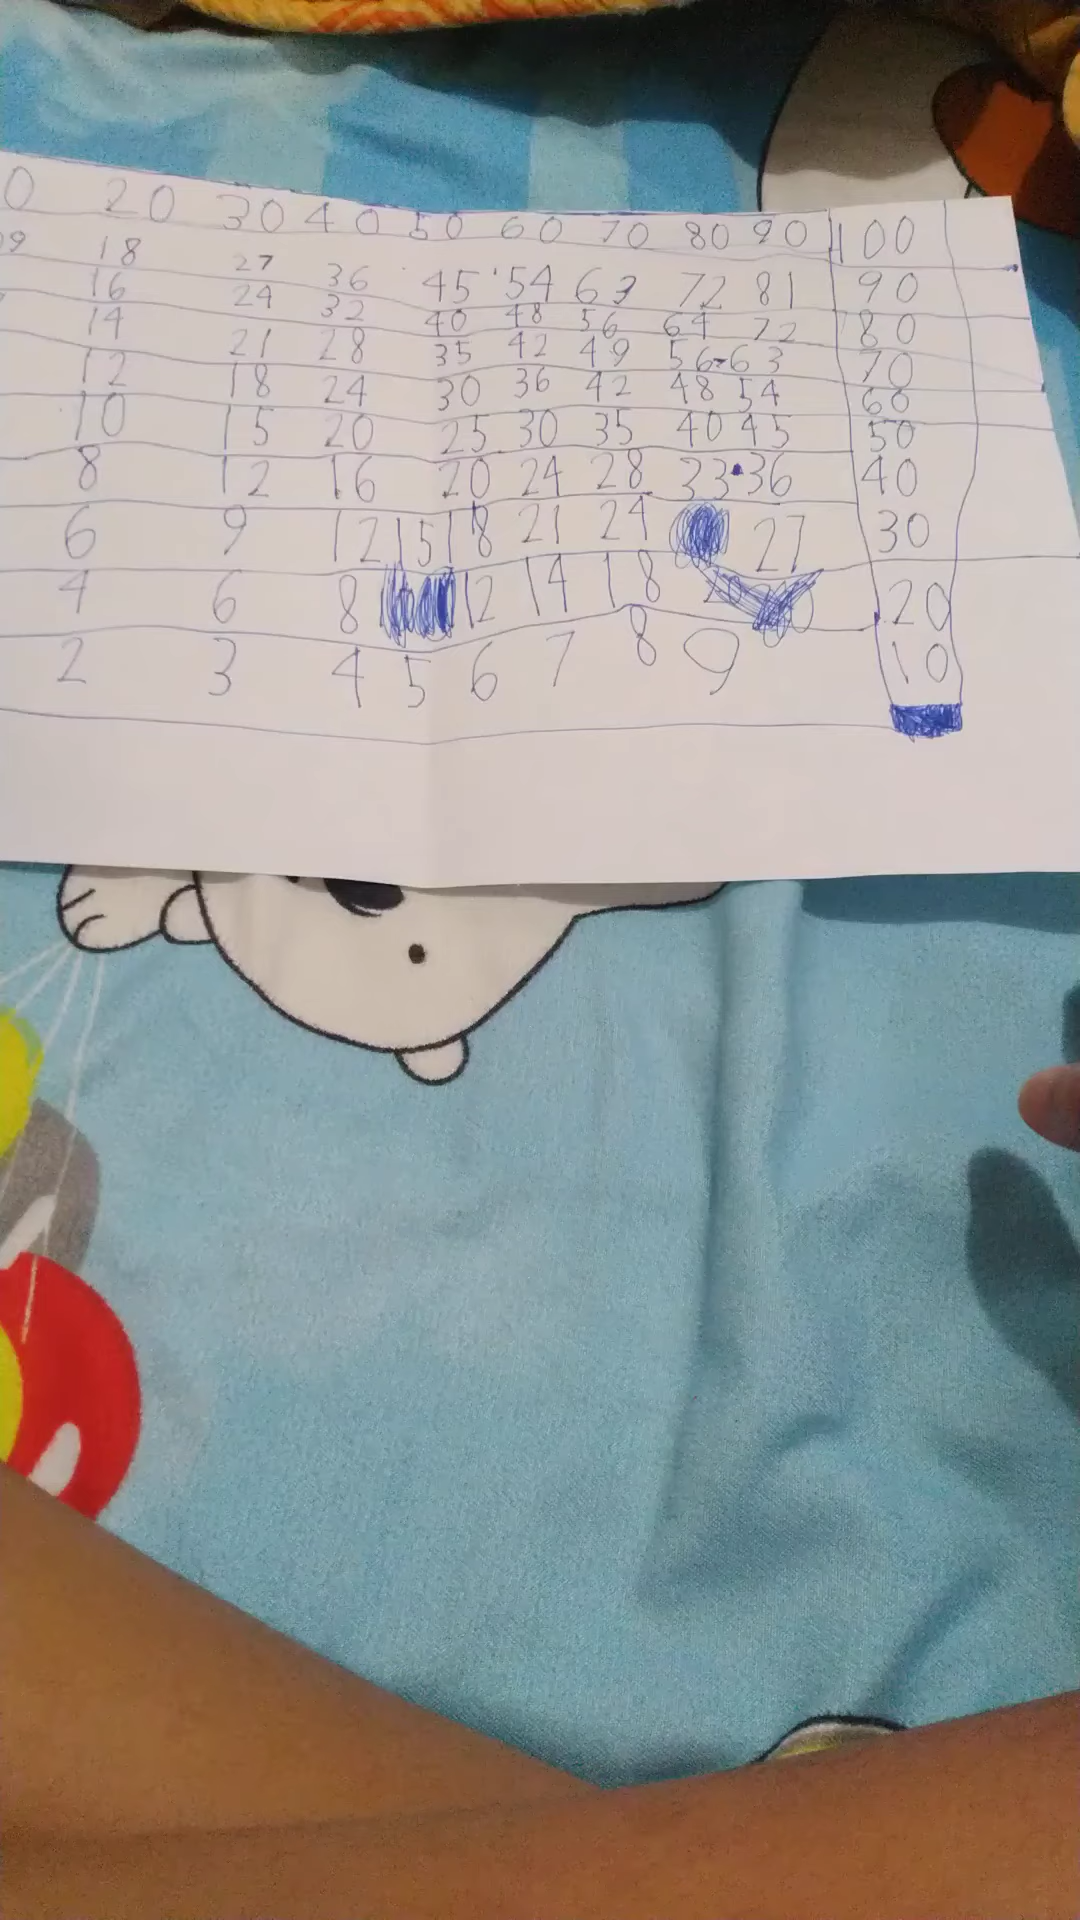 0 20 30 40 50 60 70 80 90 100
09 18 27 36 45 54 63 72 81 90
16 24 32 40 48 56 64 72 80
14 21 28 35 42 49 56 63 70
12 18 24 30 36 42 48 54 60
10 15 20 25 30 35 40 45 50
8 12 16 20 24 28 33 36 40
6 9 12 15 18 21 24 27 30
4 6 8 12 14 18 20
2 3 4 5 6 7 8 9 10